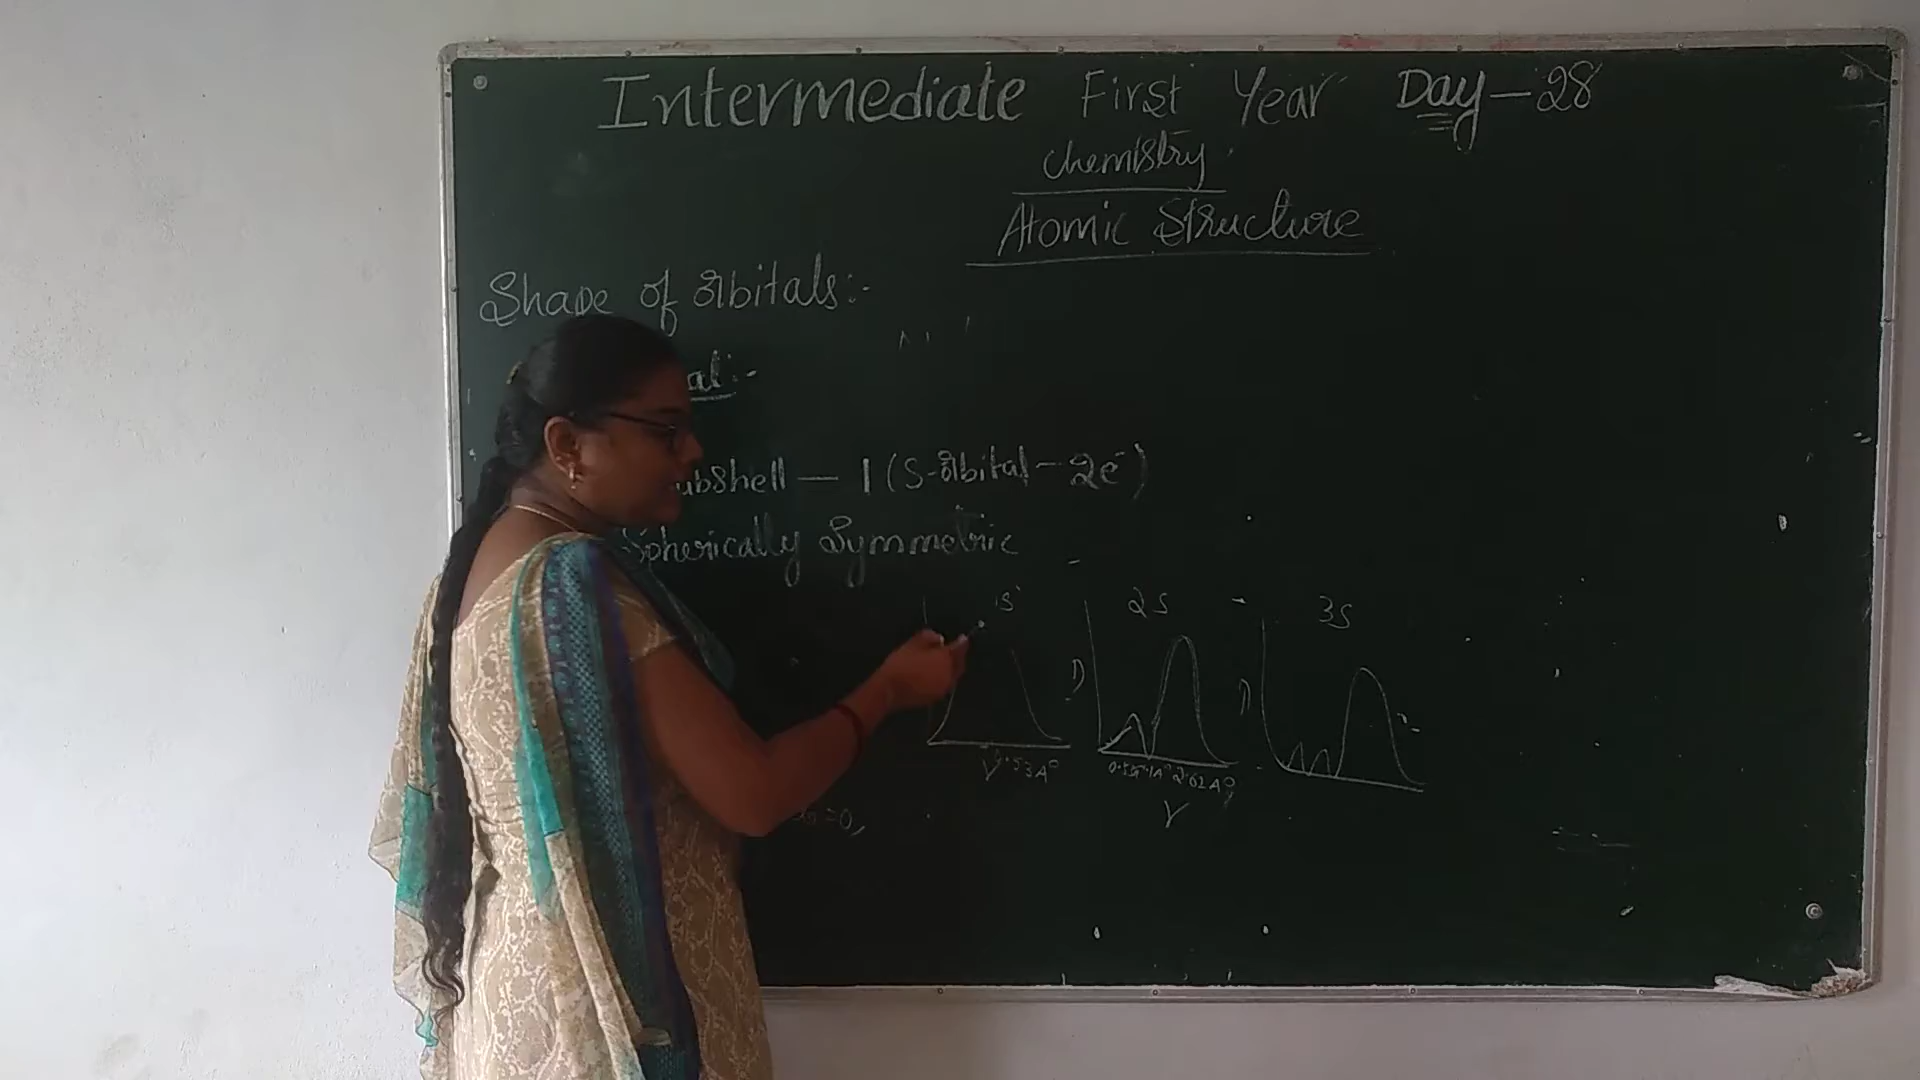 Intermediate First Year Day-28
Chemistry
Atomic Structure
Shape of orbitals:-
al:-
ubshell — 1 (S-orbital - 2e⁻)
Spherically Symmetric
1S 2S 3S
D D
r 0.53A° 2.62A°
r
=0,